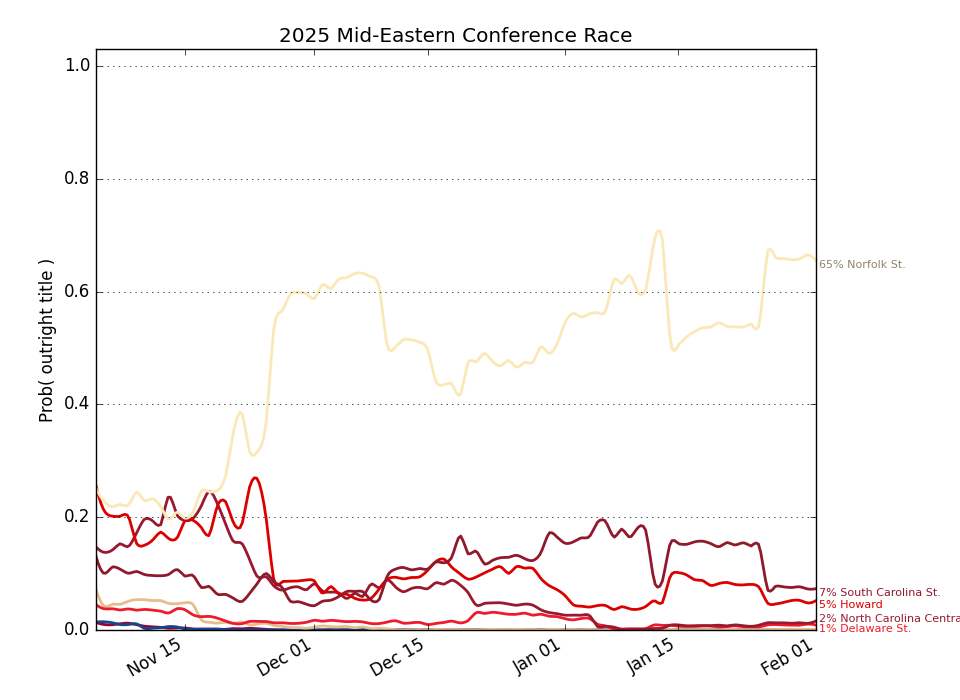 2025 Mid-Eastern Conference Race
Prob( outright title )
1.0
0.8
0.6
0.4
0.2
0.0
Nov 15
Dec 01
Dec 15
Jan 01
Jan 15
Feb 01
65% Norfolk St.
7% South Carolina St.
5% Howard
2% North Carolina Centra
1% Delaware St.